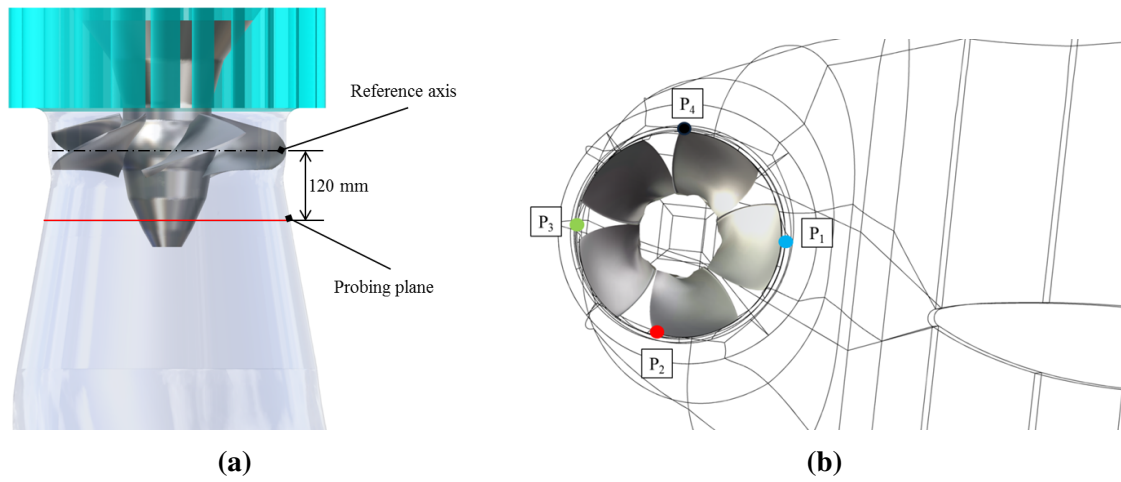 Reference axis
120 mm
Probing plane
(a)
P4
P3
P1
P2
(b)